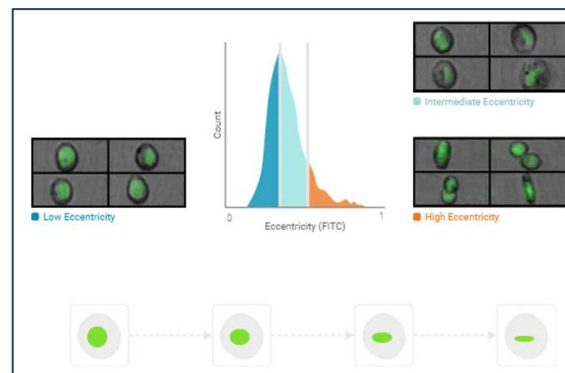 Intermediate Eccentricity
Count
Low Eccentricity
0
1
Eccentricity (FITC)
High Eccentricity